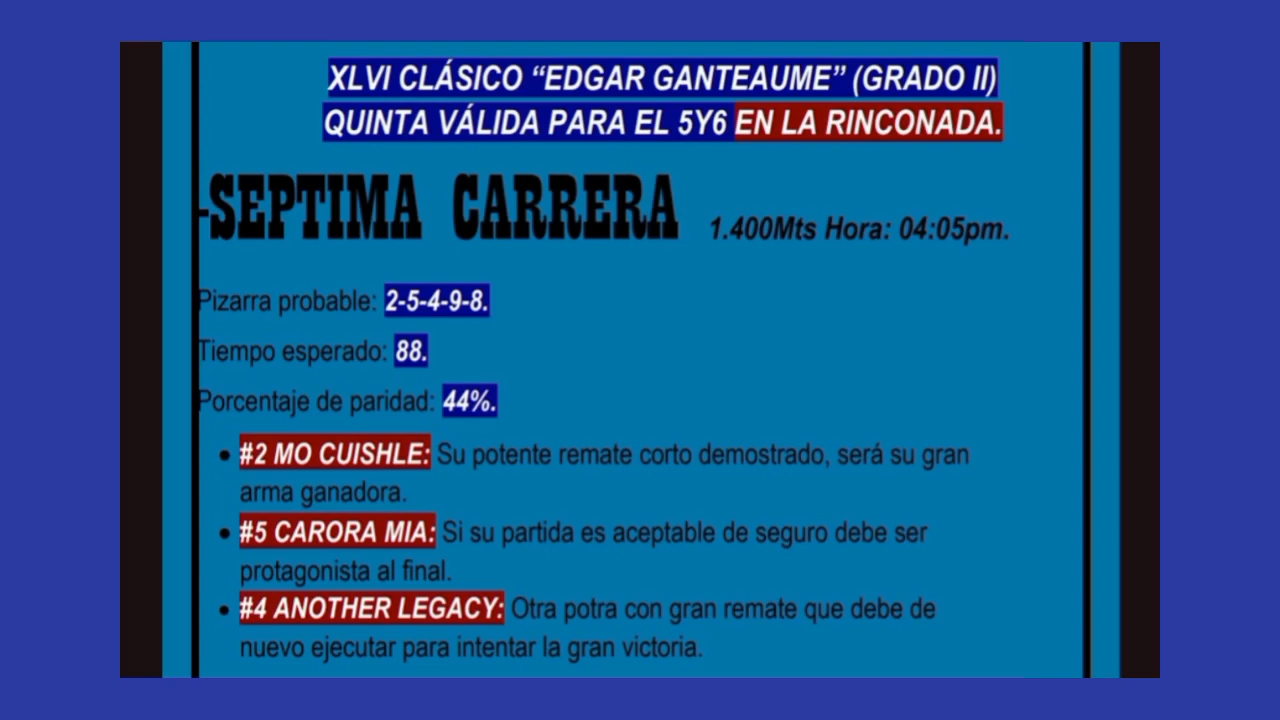 XLVI CLÁSICO “EDGAR GANTEAUME” (GRADO II)
QUINTA VÁLIDA PARA EL 5Y6 EN LA RINCONADA.
-SEPTIMA CARRERA 1.400Mts Hora: 04:05pm.
Pizarra probable: 2-5-4-9-8.
Tiempo esperado: 88.
Porcentaje de paridad: 44%.
• #2 MO CUISHLE: Su potente remate corto demostrado, será su gran
arma ganadora.
• #5 CARORA MIA: Si su partida es aceptable de seguro debe ser
protagonista al final.
• #4 ANOTHER LEGACY: Otra potra con gran remate que debe de
nuevo ejecutar para intentar la gran victoria.